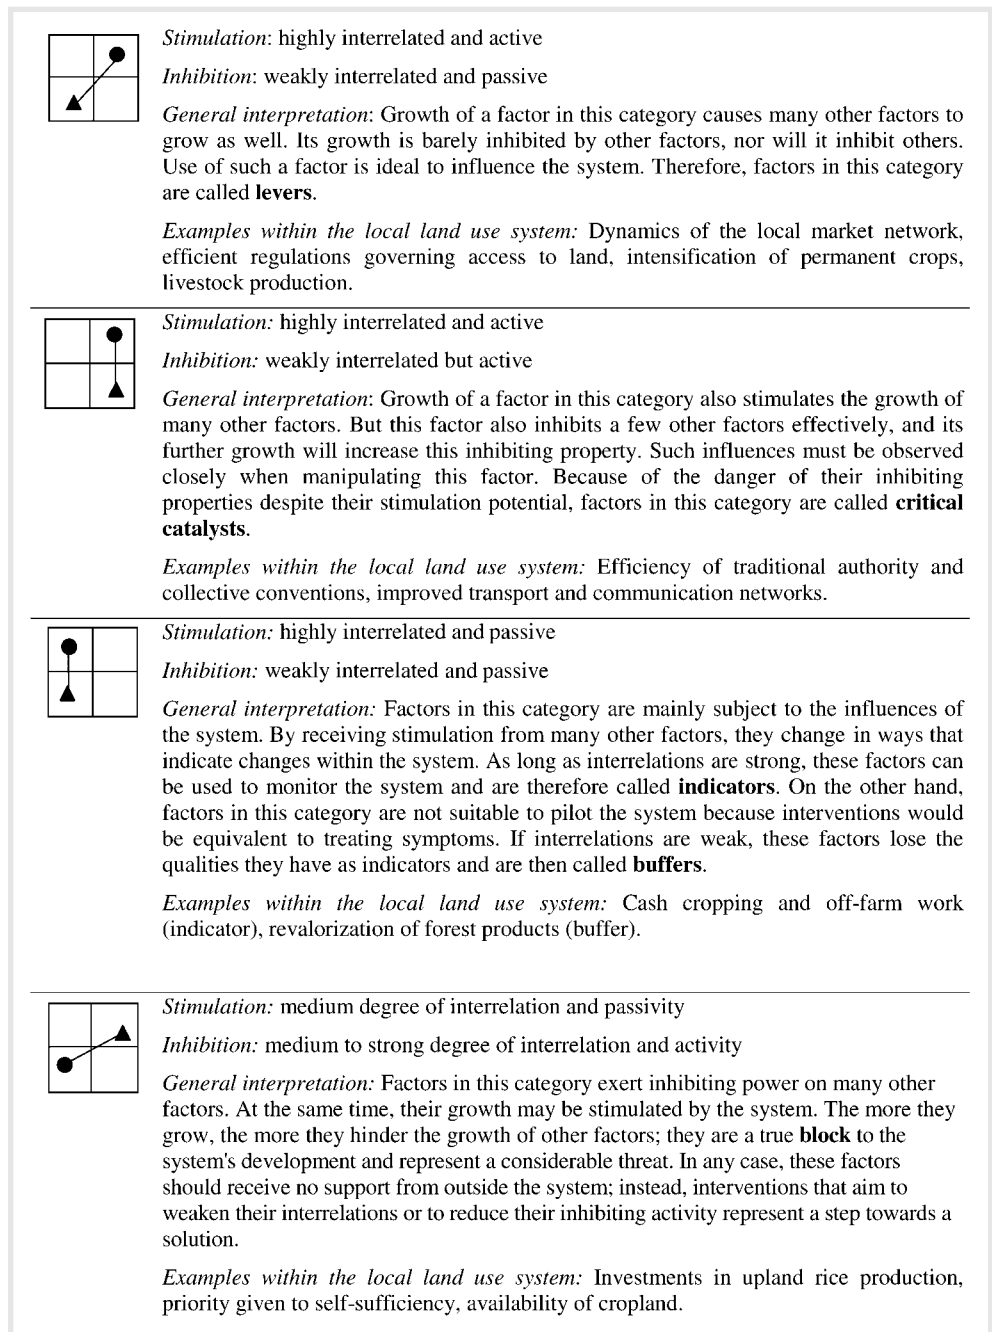 Stimulation: highly interrelated and active
Inhibition: weakly interrelated and passive
General interpretation: Growth of a factor in this category causes many other factors to
grow as well. Its growth is barely inhibited by other factors, nor will it inhibit others.
Use of such a factor is ideal to influence the system. Therefore, factors in this category
are called levers.
Examples within the local land use system: Dynamics of the local market network,
efficient regulations governing access to land, intensification of permanent crops,
livestock production.
Stimulation: highly interrelated and active
Inhibition: weakly interrelated but active
General interpretation: Growth of a factor in this category also stimulates the growth of
many other factors. But this factor also inhibits a few other factors effectively, and its
further growth will increase this inhibiting property. Such influences must be observed
closely when manipulating this factor. Because of the danger of their inhibiting
properties despite their stimulation potential, factors in this category are called critical
catalysts.
Examples within the local land use system: Efficiency of traditional authority and
collective conventions, improved transport and communication networks.
Stimulation: highly interrelated and passive
Inhibition: weakly interrelated and passive
General interpretation: Factors in this category are mainly subject to the influences of
the system. By receiving stimulation from many other factors, they change in ways that
indicate changes within the system. As long as interrelations are strong, these factors can
be used to monitor the system and are therefore called indicators. On the other hand,
factors in this category are not suitable to pilot the system because interventions would
be equivalent to treating symptoms. If interrelations are weak, these factors lose the
qualities they have as indicators and are then called buffers.
Examples within the local land use system: Cash cropping and off-farm work
(indicator), revalorization of forest products (buffer).
Stimulation: medium degree of interrelation and passivity
Inhibition: medium to strong degree of interrelation and activity
General interpretation: Factors in this category exert inhibiting power on many other
factors. At the same time, their growth may be stimulated by the system. The more they
grow, the more they hinder the growth of other factors; they are a true block to the
system's development and represent a considerable threat. In any case, these factors
should receive no support from outside the system; instead, interventions that aim to
weaken their interrelations or to reduce their inhibiting activity represent a step towards a
solution.
Examples within the local land use system: Investments in upland rice production,
priority given to self-sufficiency, availability of cropland.